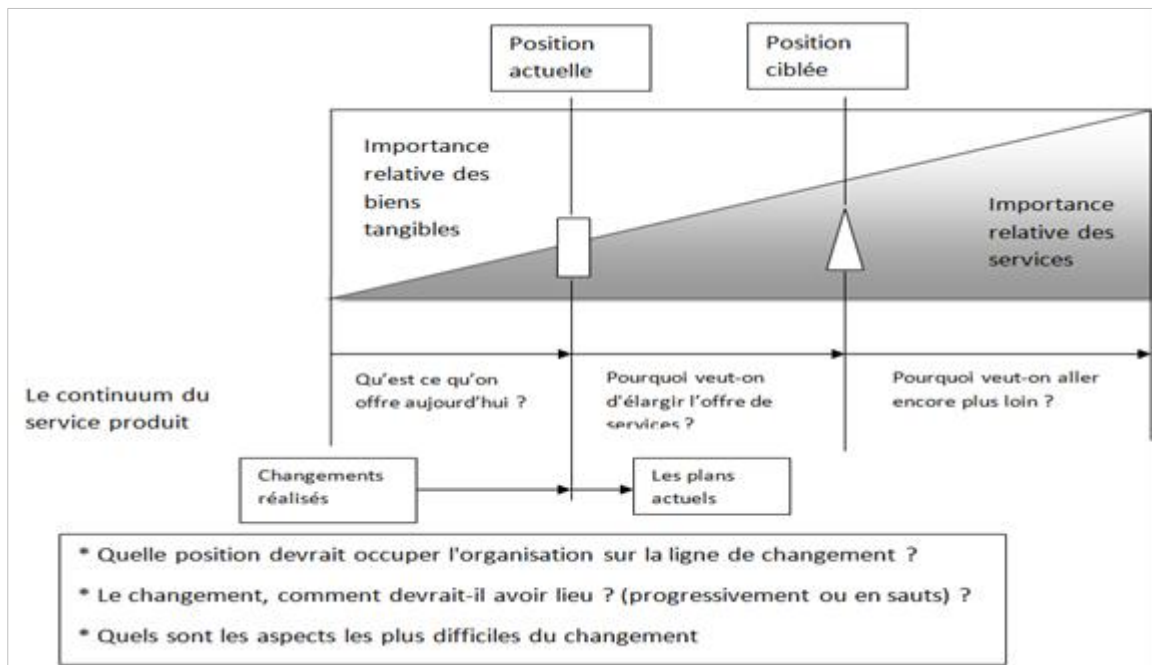 Position
actuelle
Position
ciblée
Importance
relative des
biens
tangibles
Importance
relative des
services
Le continuum du
service produit
Qu'est ce qu'on
offre aujourd'hui ?
Pourquoi veut-on
d'élargir l'offre de
services ?
Pourquoi veut-on aller
encore plus loin ?
Changements
réalisés
Les plans
actuels
* Quelle position devrait occuper l'organisation sur la ligne de changement ?
* Le changement, comment devrait-il avoir lieu ? (progressivement ou en sauts) ?
* Quels sont les aspects les plus difficiles du changement